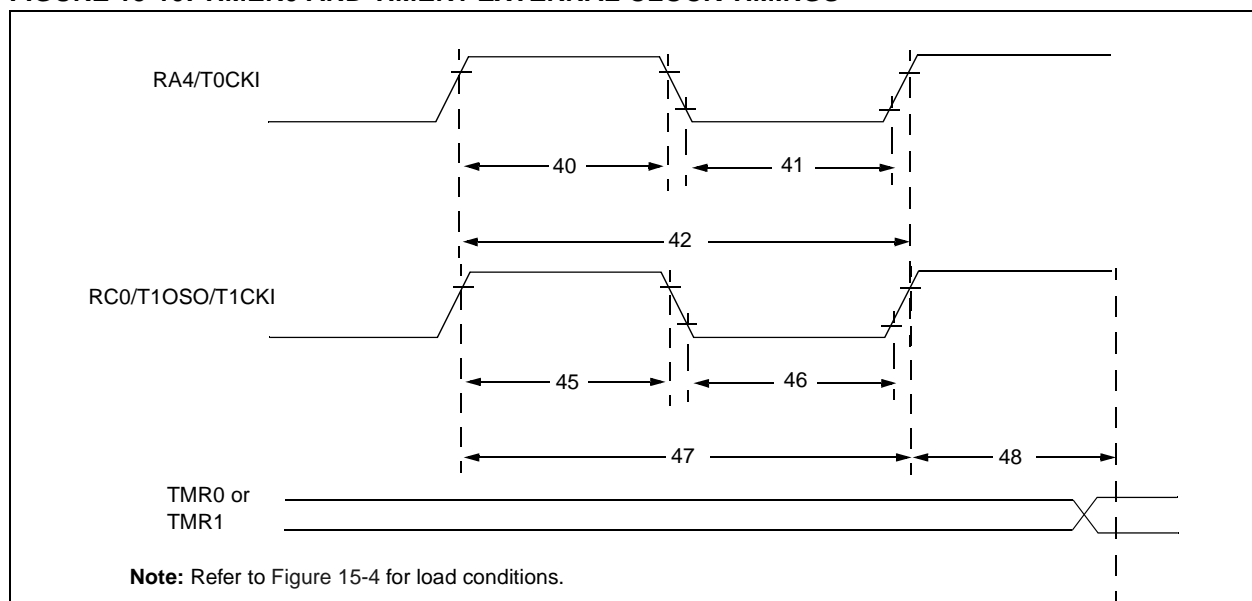 RA4/T0CKI
40
41
42
RC0/T1OSO/T1CKI
45
46
47
48
TMR0 or
TMR1
Note: Refer to Figure 15-4 for load conditions.